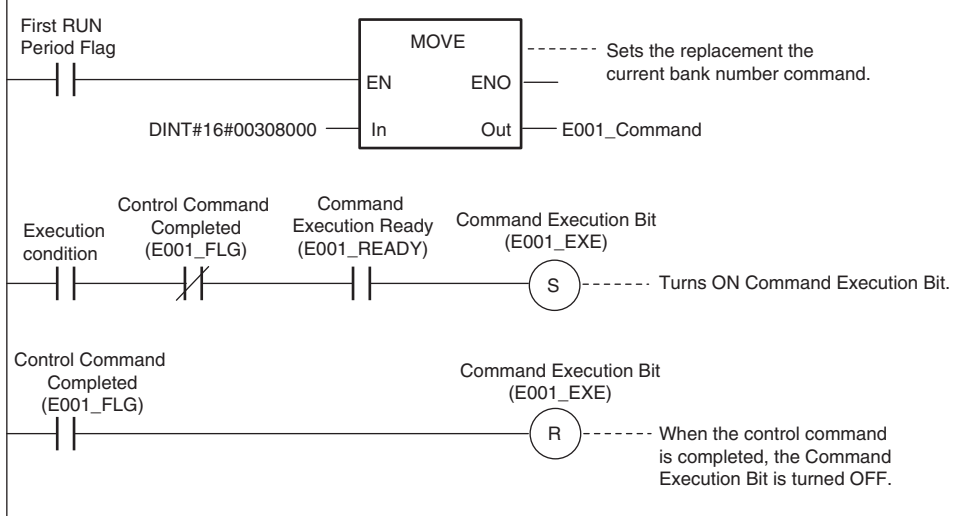 First RUN
Period Flag
MOVE
EN
ENO
Sets the replacement the
current bank number command.
DINT#16#00308000
In
Out
E001_Command
Execution
condition
Control Command
Completed
(E001_FLG)
Command
Execution Ready
(E001_READY)
Command Execution Bit
(E001_EXE)
S
Turns ON Command Execution Bit.
Control Command
Completed
(E001_FLG)
Command Execution Bit
(E001_EXE)
R
When the control command
is completed, the Command
Execution Bit is turned OFF.